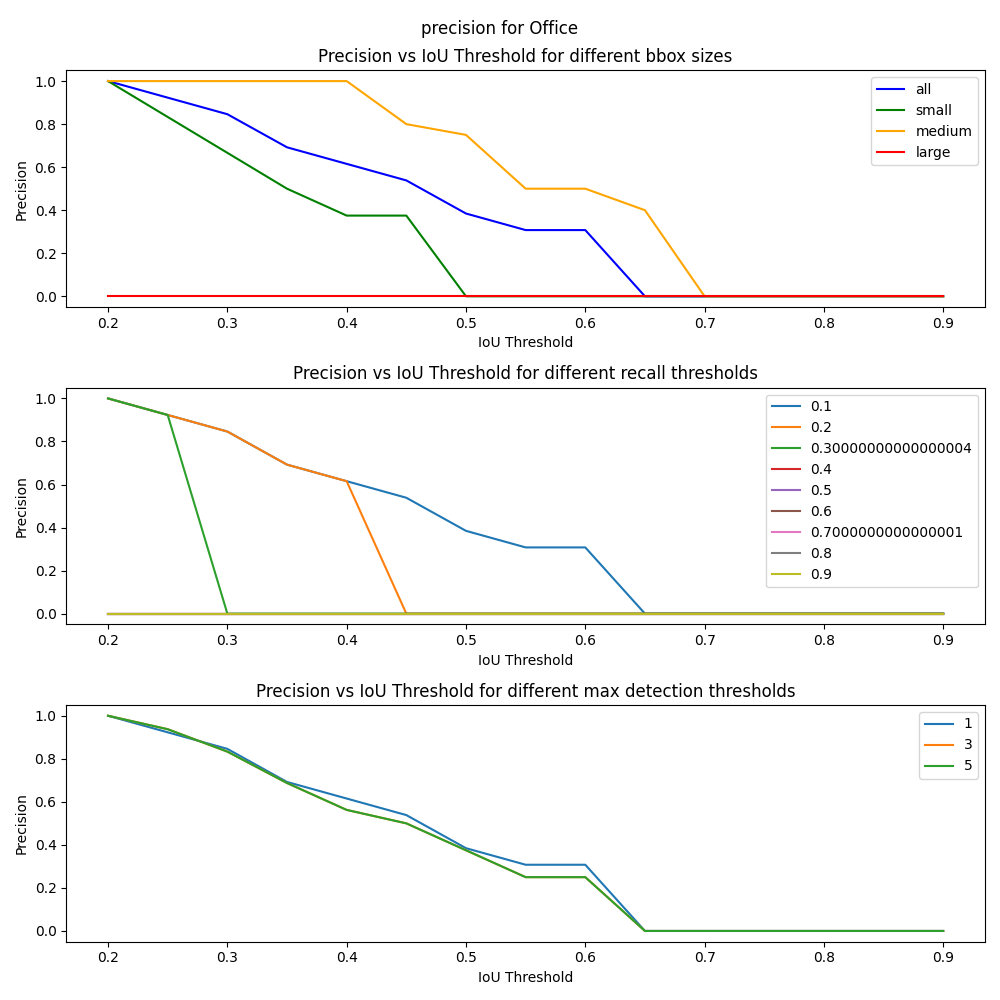 precision for Office
Precision vs IoU Threshold for different bbox sizes
1.0
0.8
0.6
0.4
0.2
0.0
Precision
all
small
medium
large
0.2 0.3 0.4 0.5 0.6 0.7 0.8 0.9
IoU Threshold
Precision vs IoU Threshold for different recall thresholds
1.0
0.8
0.6
0.4
0.2
0.0
Precision
0.1
0.2
0.30000000000000004
0.4
0.5
0.6
0.7000000000000001
0.8
0.9
0.2 0.3 0.4 0.5 0.6 0.7 0.8 0.9
IoU Threshold
Precision vs IoU Threshold for different max detection thresholds
1.0
0.8
0.6
0.4
0.2
0.0
Precision
1
3
5
0.2 0.3 0.4 0.5 0.6 0.7 0.8 0.9
IoU Threshold